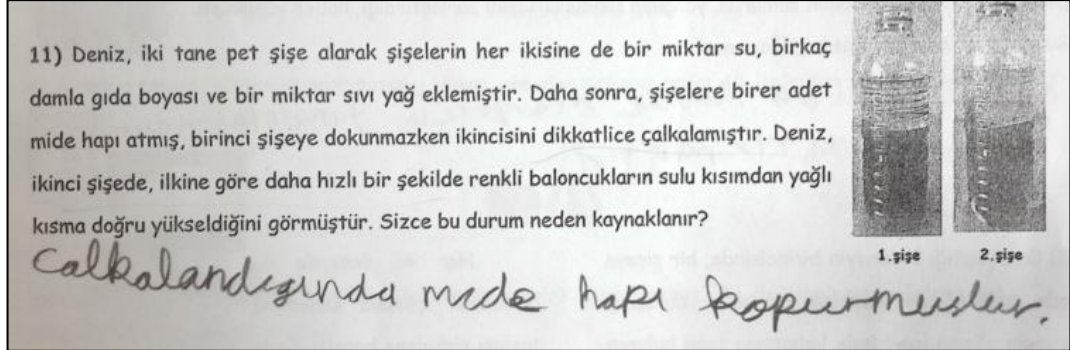 11) Deniz, iki tane pet şişe alarak şişelerin her ikisine de bir miktar su, birkaç
damla gıda boyası ve bir miktar sıvı yağ eklemiştir. Daha sonra, şişelere birer adet
mide hapı atmış, birinci şişeye dokunmazken ikincisini dikkatlice çalkalamıştır. Deniz,
ikinci şişede, ilkine göre daha hızlı bir şekilde renkli baloncukların sulu kısımdan yağlı
kısma doğru yükseldiğini görmüştür. Sizce bu durum neden kaynaklanır?
1.şişe 2.şişe
Calkalandıgında mide hapı kopurmustur.